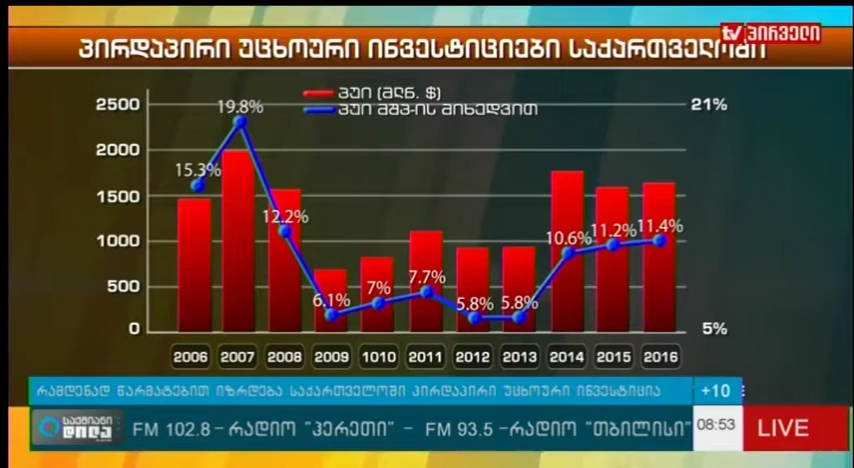 tv პირველი
პირდაპირი უცხოური ინვესტიციები საქართველოში
პუი (მლნ. $)
პუი მშპ-ის მიხედვით
2500 21%
2000
1500
1000
500
0 5%
15.3% 19.8% 12.2% 6.1% 7% 7.7% 5.8% 5.8% 10.6% 11.2% 11.4%
2006 2007 2008 2009 1010 2011 2012 2013 2014 2015 2016
რამდენად წარმატებით იზრდება საქართველოში პირდაპირი უცხოური ინვესტიცია +10
საქმიანი დილა FM 102.8 – რადიო "ჰერეთი" – FM 93.5 – რადიო "თბილისი" 08:53 LIVE